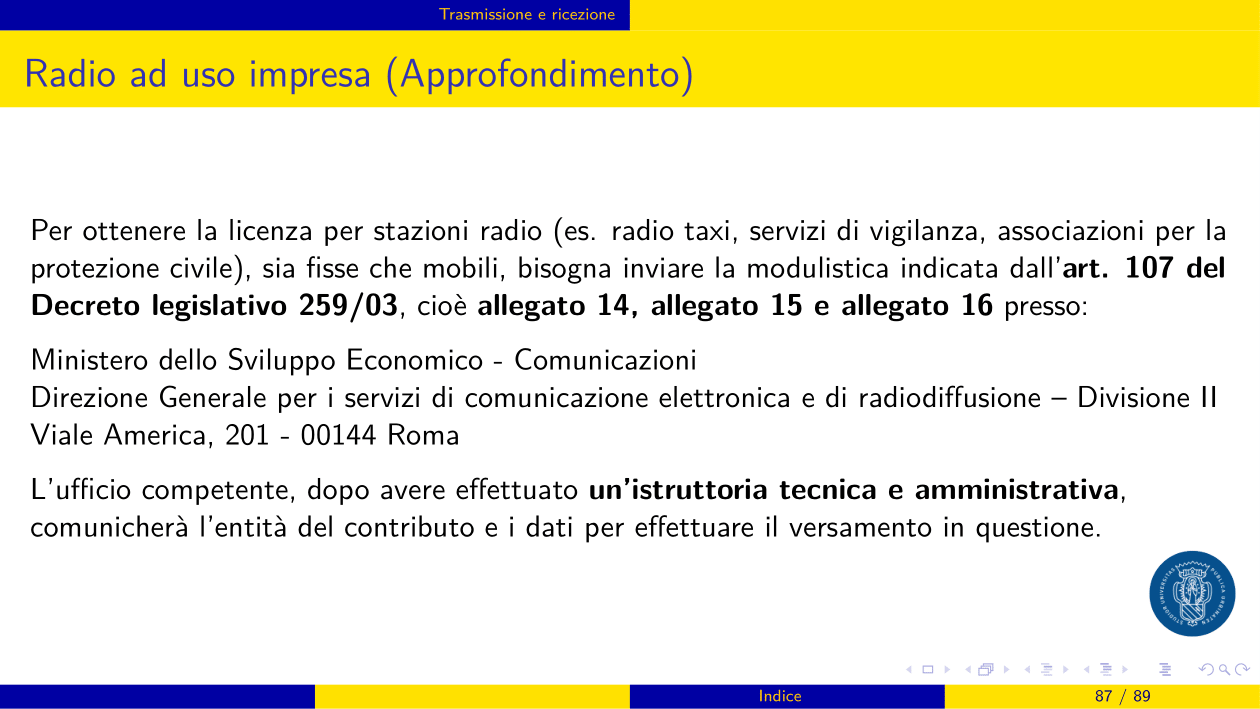 Trasmissione e ricezione
Radio ad uso impresa (Approfondimento)
Per ottenere la licenza per stazioni radio (es. radio taxi, servizi di vigilanza, associazioni per la
protezione civile), sia fisse che mobili, bisogna inviare la modulistica indicata dall'art. 107 del
Decreto legislativo 259/03, cioè allegato 14, allegato 15 e allegato 16 presso:
Ministero dello Sviluppo Economico - Comunicazioni
Direzione Generale per i servizi di comunicazione elettronica e di radiodiffusione – Divisione II
Viale America, 201 - 00144 Roma
L'ufficio competente, dopo avere effettuato un'istruttoria tecnica e amministrativa,
comunicherà l'entità del contributo e i dati per effettuare il versamento in questione.
Indice
87 / 89